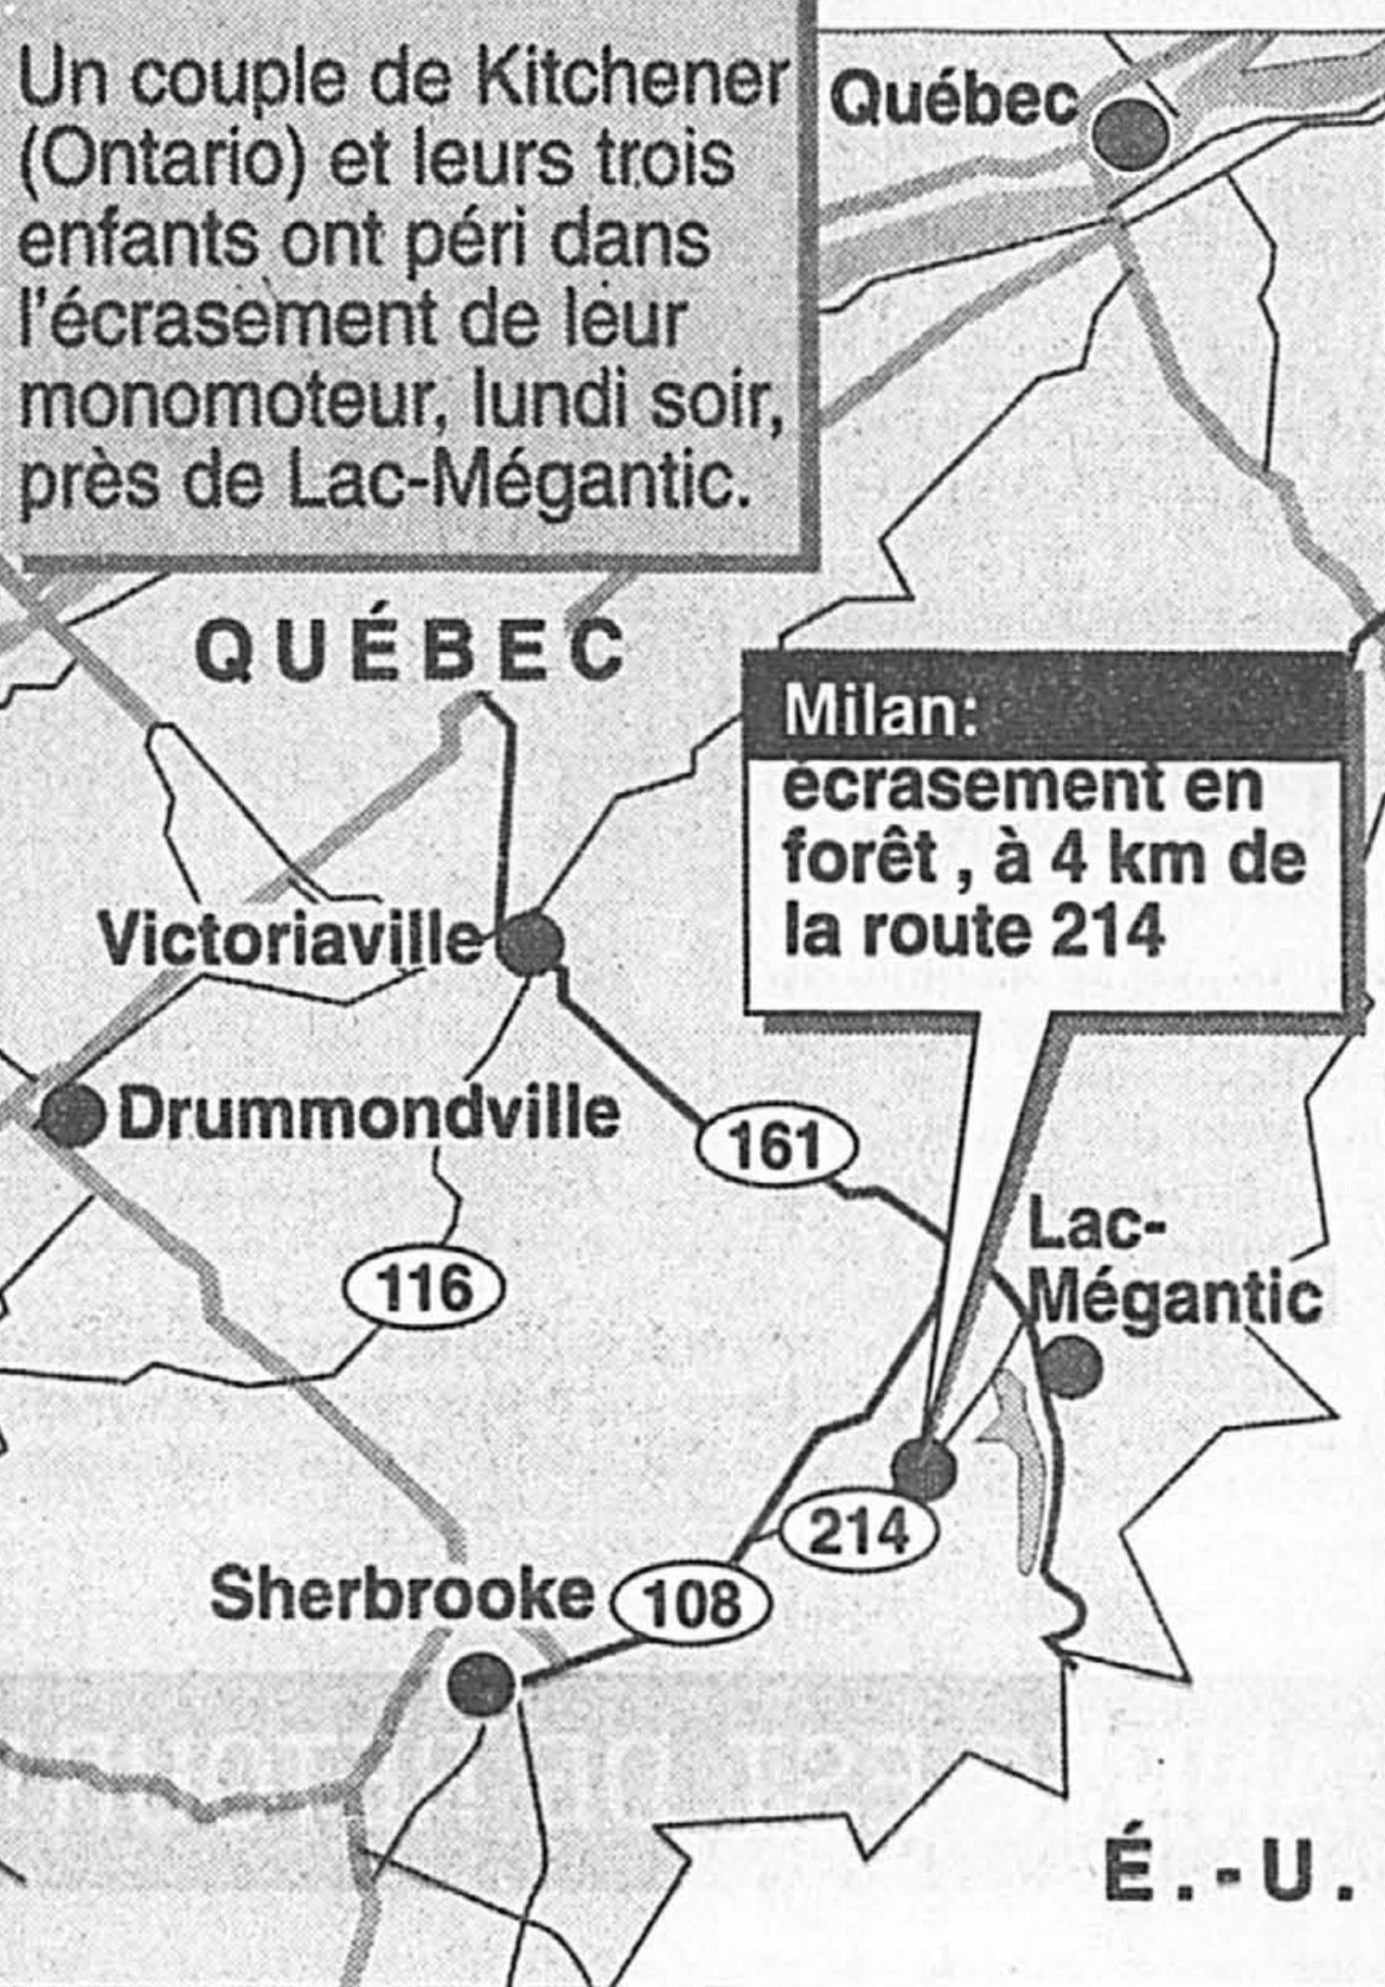 Un couple de Kitchener
(Ontario) et leurs trois
enfants ont péri dans
l'écrasement de leur
monomoteur, lundi soir,
près de Lac-Mégantic.
Québec
QUÉBEC
Milan:
écrasement en
forêt , à 4 km de
la route 214
Victoriaville
Drummondville
161
116
Lac-
Mégantic
214
Sherbrooke
108
É.-U.